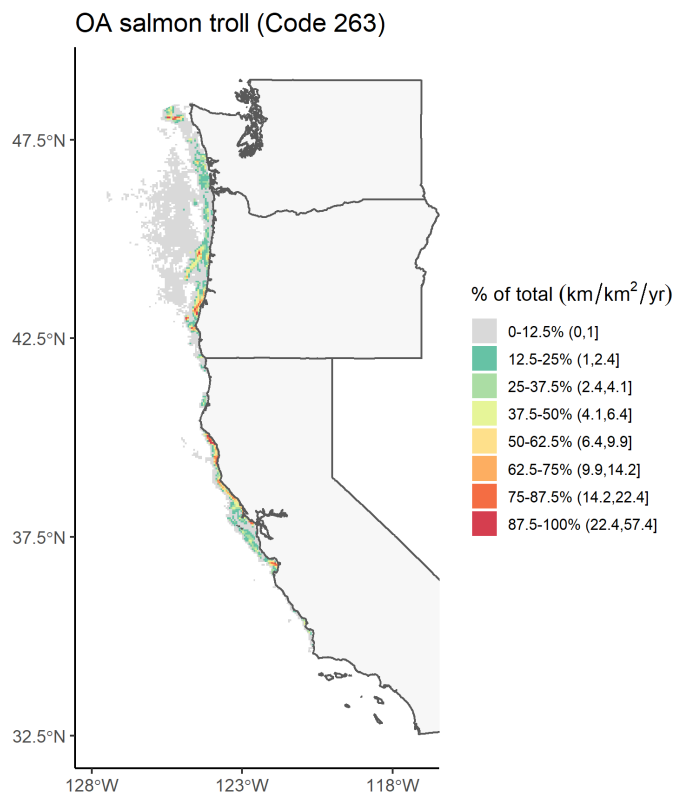 OA salmon troll (Code 263)
47.5°N
42.5°N
37.5°N
32.5°N
128°W 123°W 118°W
% of total (km/km²/yr)
0-12.5% (0,1]
12.5-25% (1,2.4]
25-37.5% (2.4,4.1]
37.5-50% (4.1,6.4]
50-62.5% (6.4,9.9]
62.5-75% (9.9,14.2]
75-87.5% (14.2,22.4]
87.5-100% (22.4,57.4]